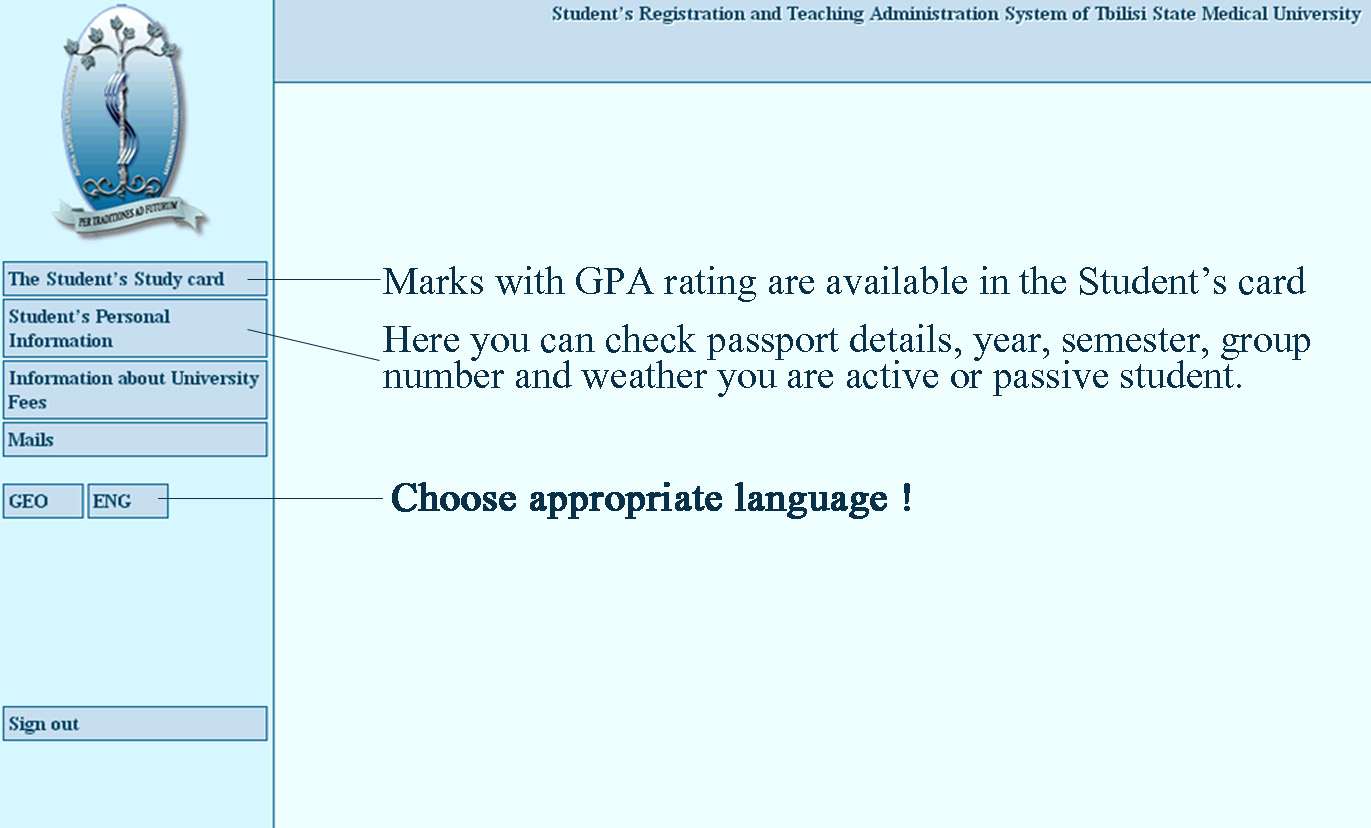 Student's Registration and Teaching Administration System of Tbilisi State Medical University
PER TRADITIONES AD FUTURUM
The Student's Study card
Marks with GPA rating are available in the Student's card
Student's Personal
Information
Here you can check passport details, year, semester, group
number and weather you are active or passive student.
Information about University
Fees
Mails
GEO
ENG
Choose appropriate language !
Sign out